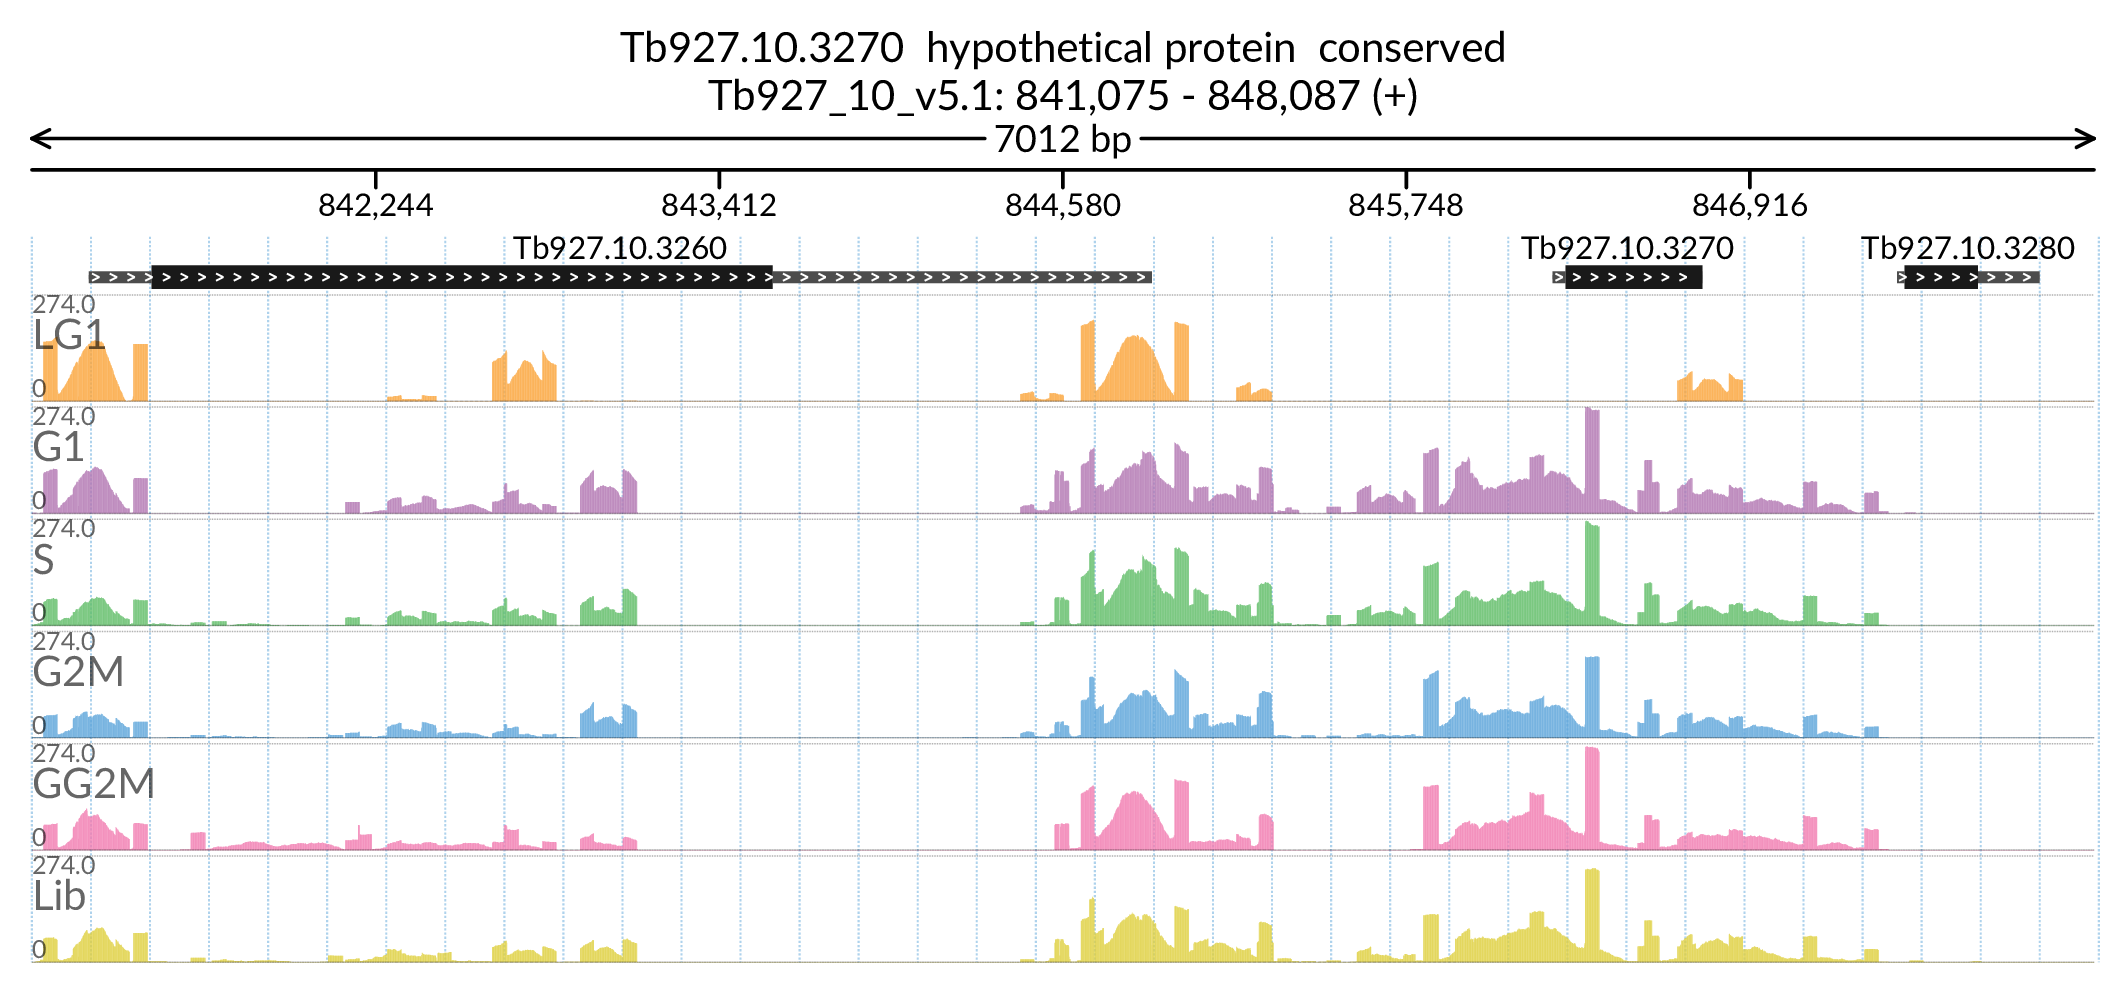 Tb927.10.3270 hypothetical protein conserved
Tb927_10_v5.1: 841,075 - 848,087 (+)
7012 bp
842,244 843,412 844,580 845,748 846,916
Tb927.10.3260 Tb927.10.3270 Tb927.10.3280
274.0
LG1
0
274.0
G1
0
274.0
S
0
274.0
G2M
0
274.0
GG2M
0
274.0
Lib
0